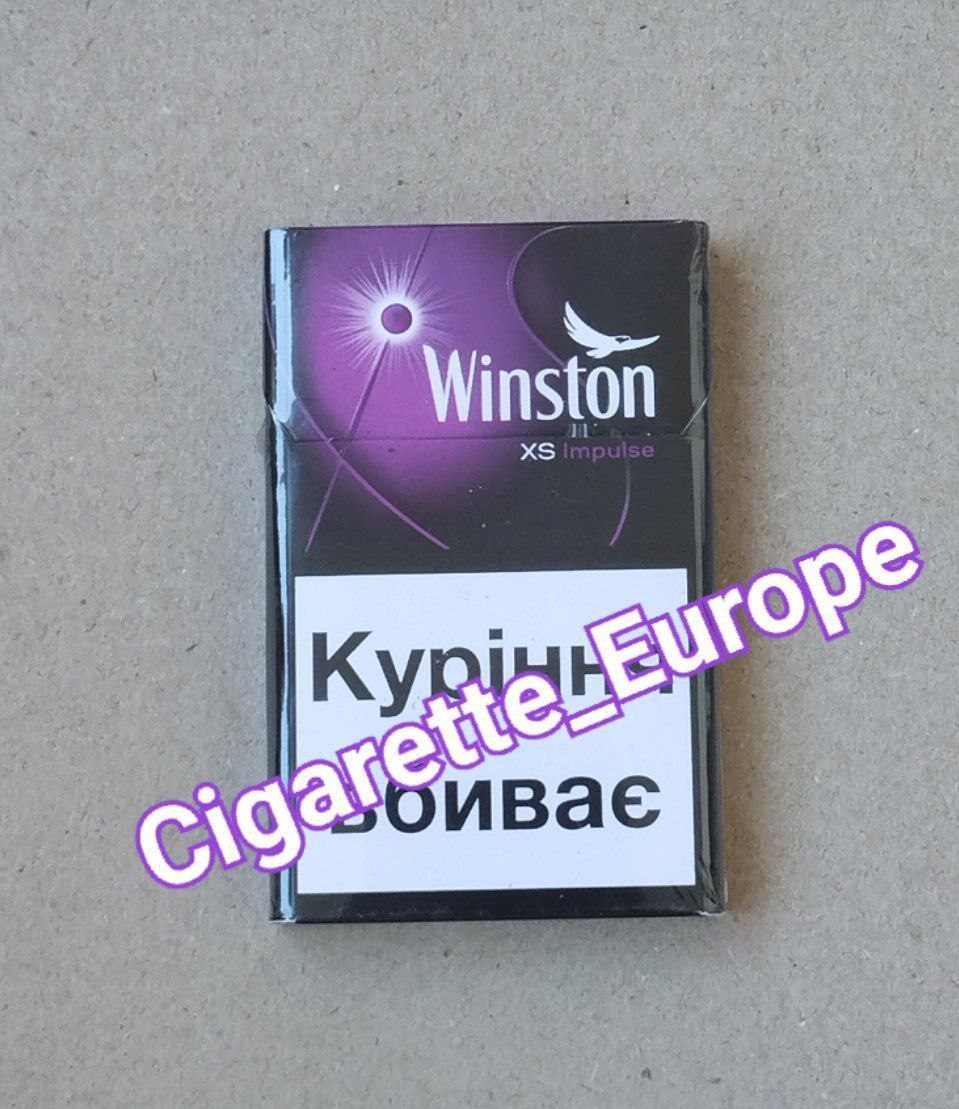 Winston
XS Impulse
Куріння
вбиває
Cigarette_Europe